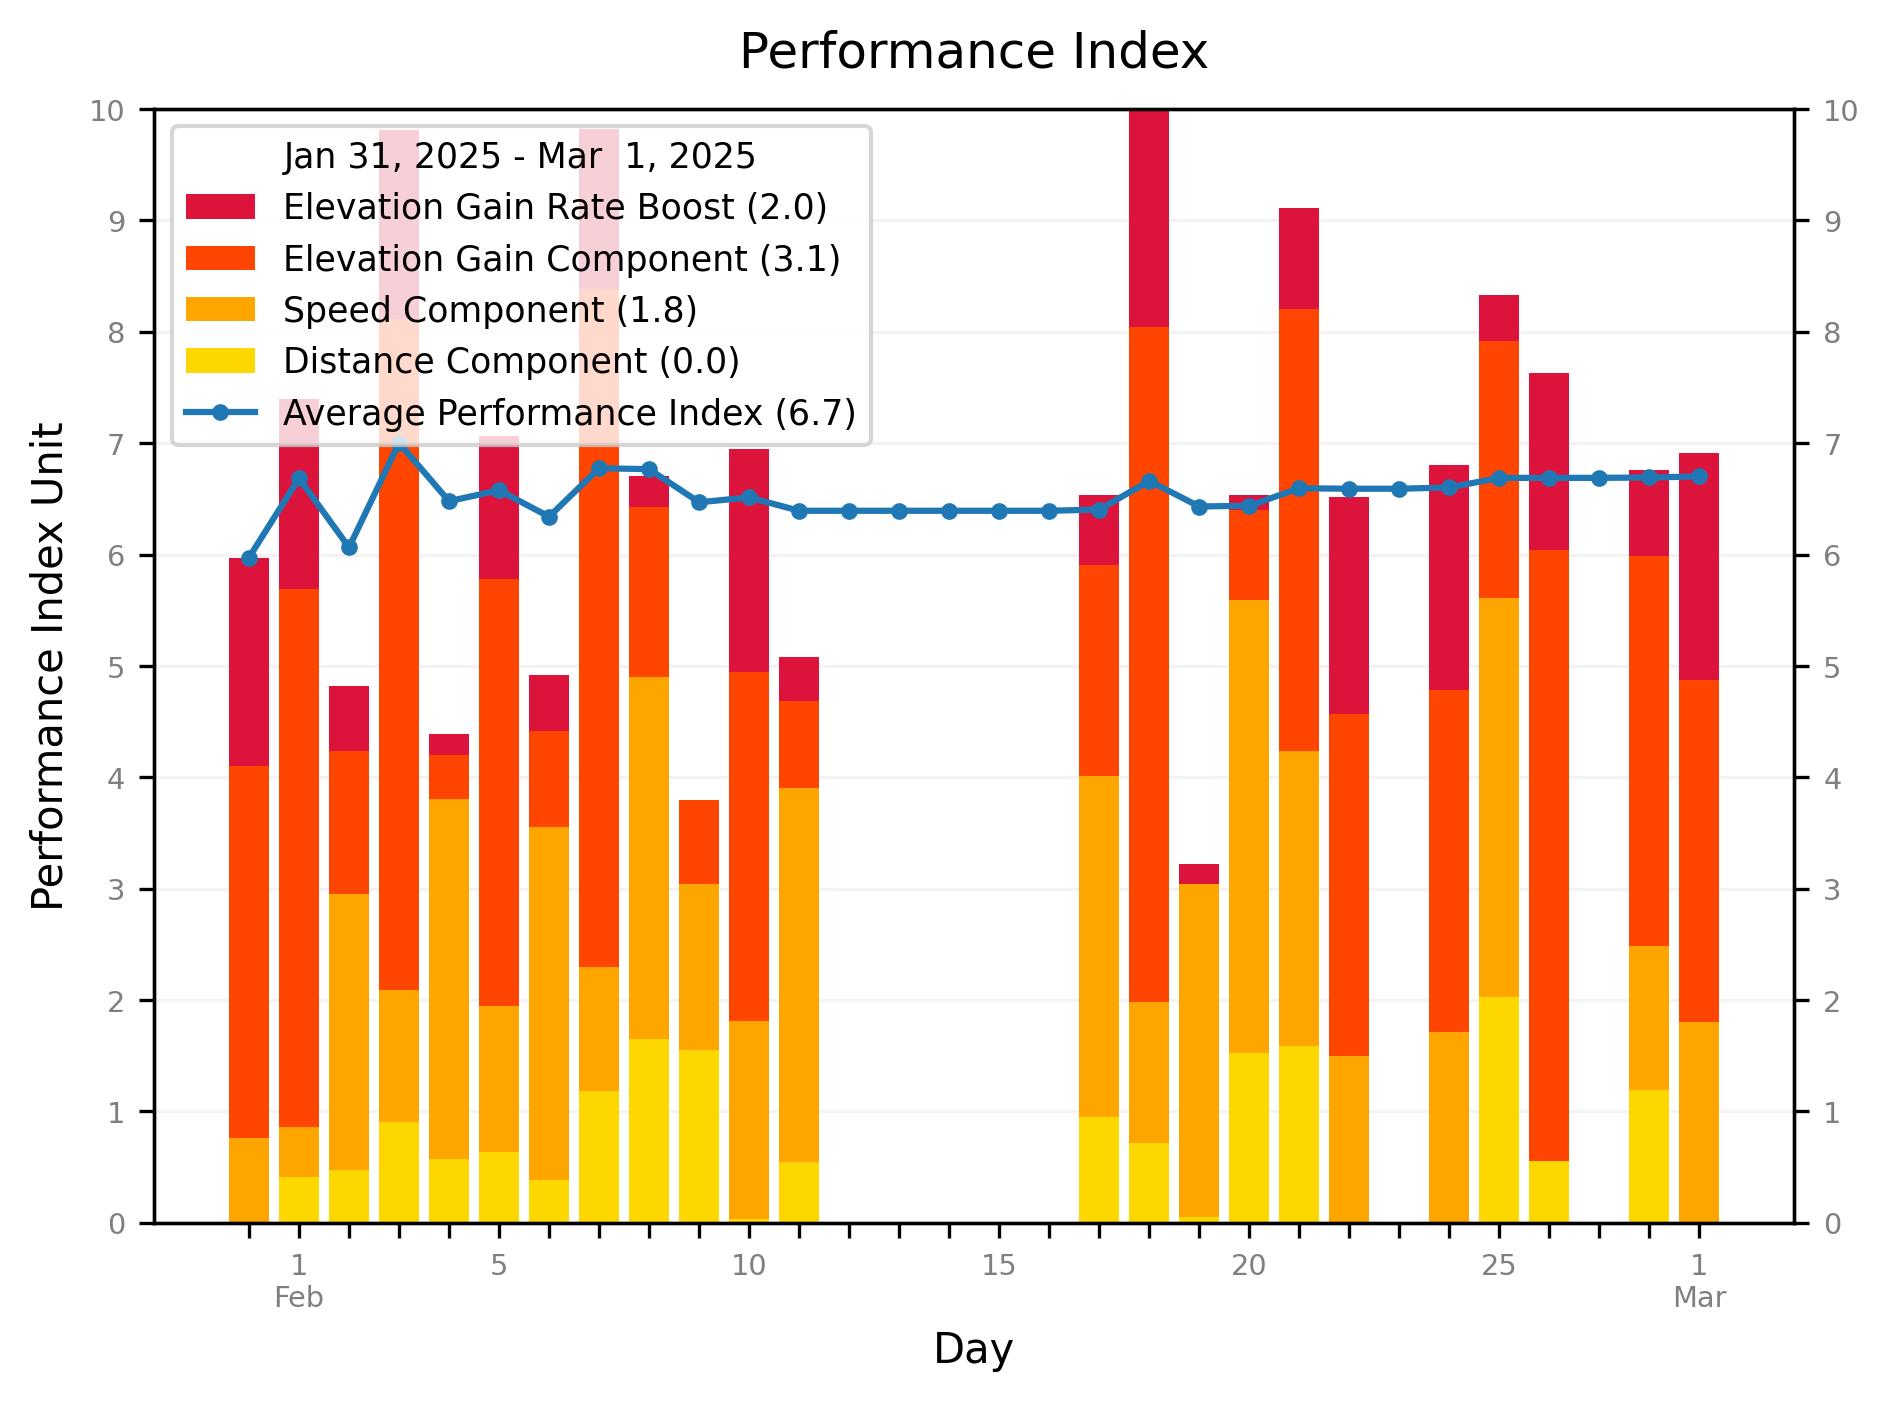 Performance Index
Jan 31, 2025 - Mar  1, 2025
Elevation Gain Rate Boost (2.0)
Elevation Gain Component (3.1)
Speed Component (1.8)
Distance Component (0.0)
Average Performance Index (6.7)
Performance Index Unit
10
9
8
7
6
5
4
3
2
1
0
10
9
8
7
6
5
4
3
2
1
0
1 5 10 15 20 25 1
Feb Mar
Day